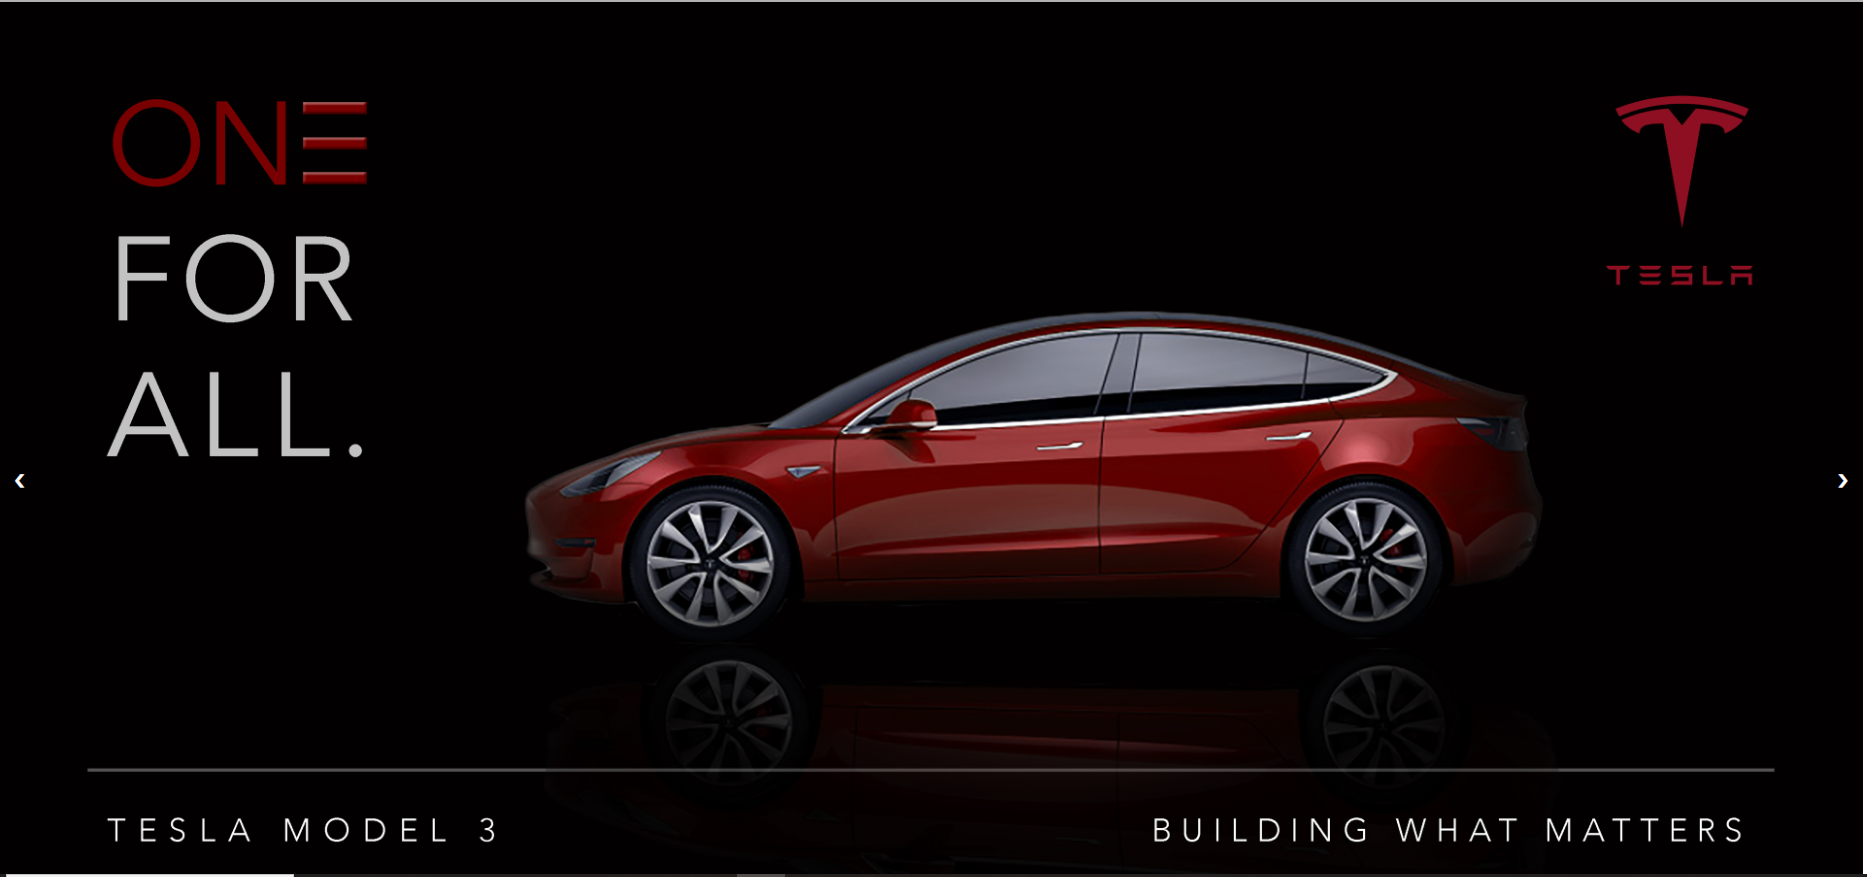 ONE
FOR
ALL.
TESLA
TESLA MODEL 3
BUILDING WHAT MATTERS